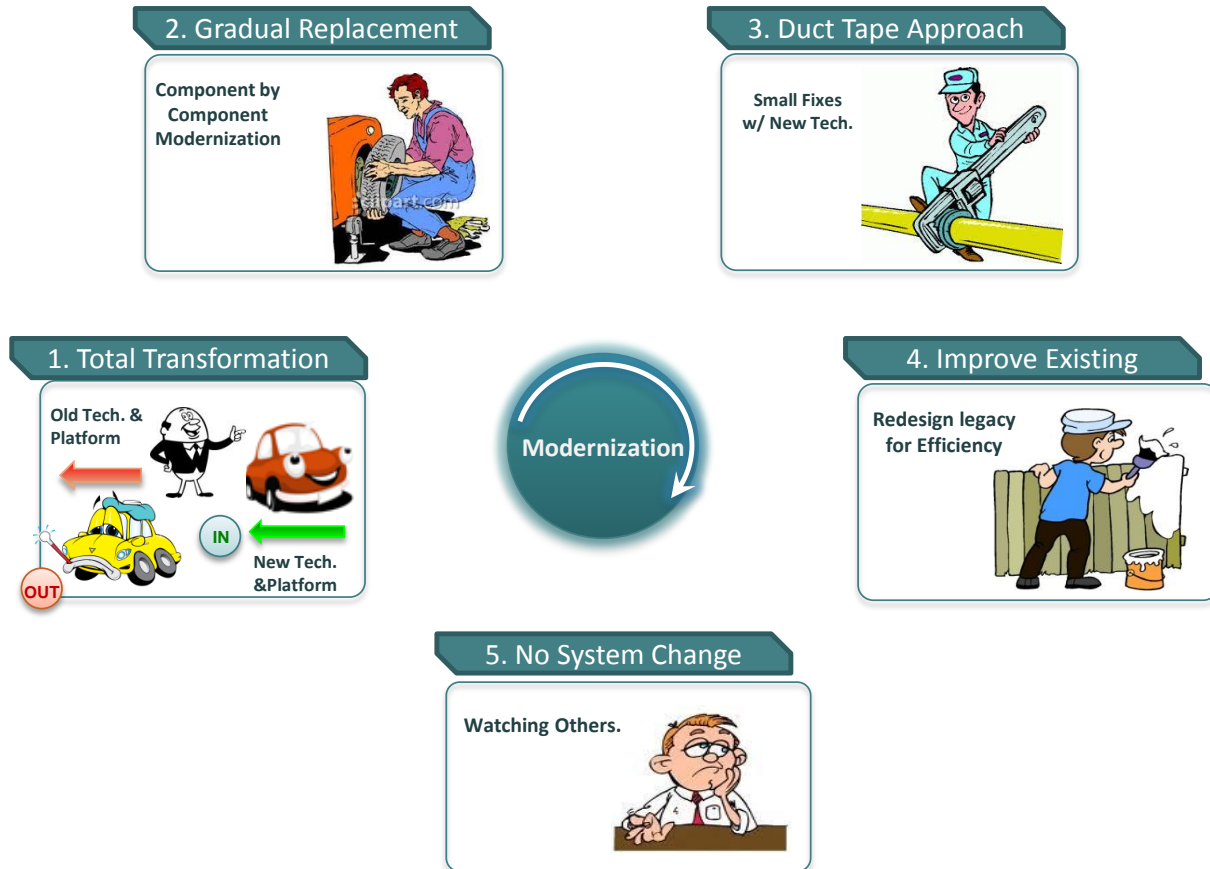 2. Gradual Replacement
Component by
Component
Modernization
clipart.com
3. Duct Tape Approach
Small Fixes
w/ New Tech.
1. Total Transformation
Old Tech. &
Platform
IN
New Tech.
&Platform
OUT
Modernization
4. Improve Existing
Redesign legacy
for Efficiency
5. No System Change
Watching Others.